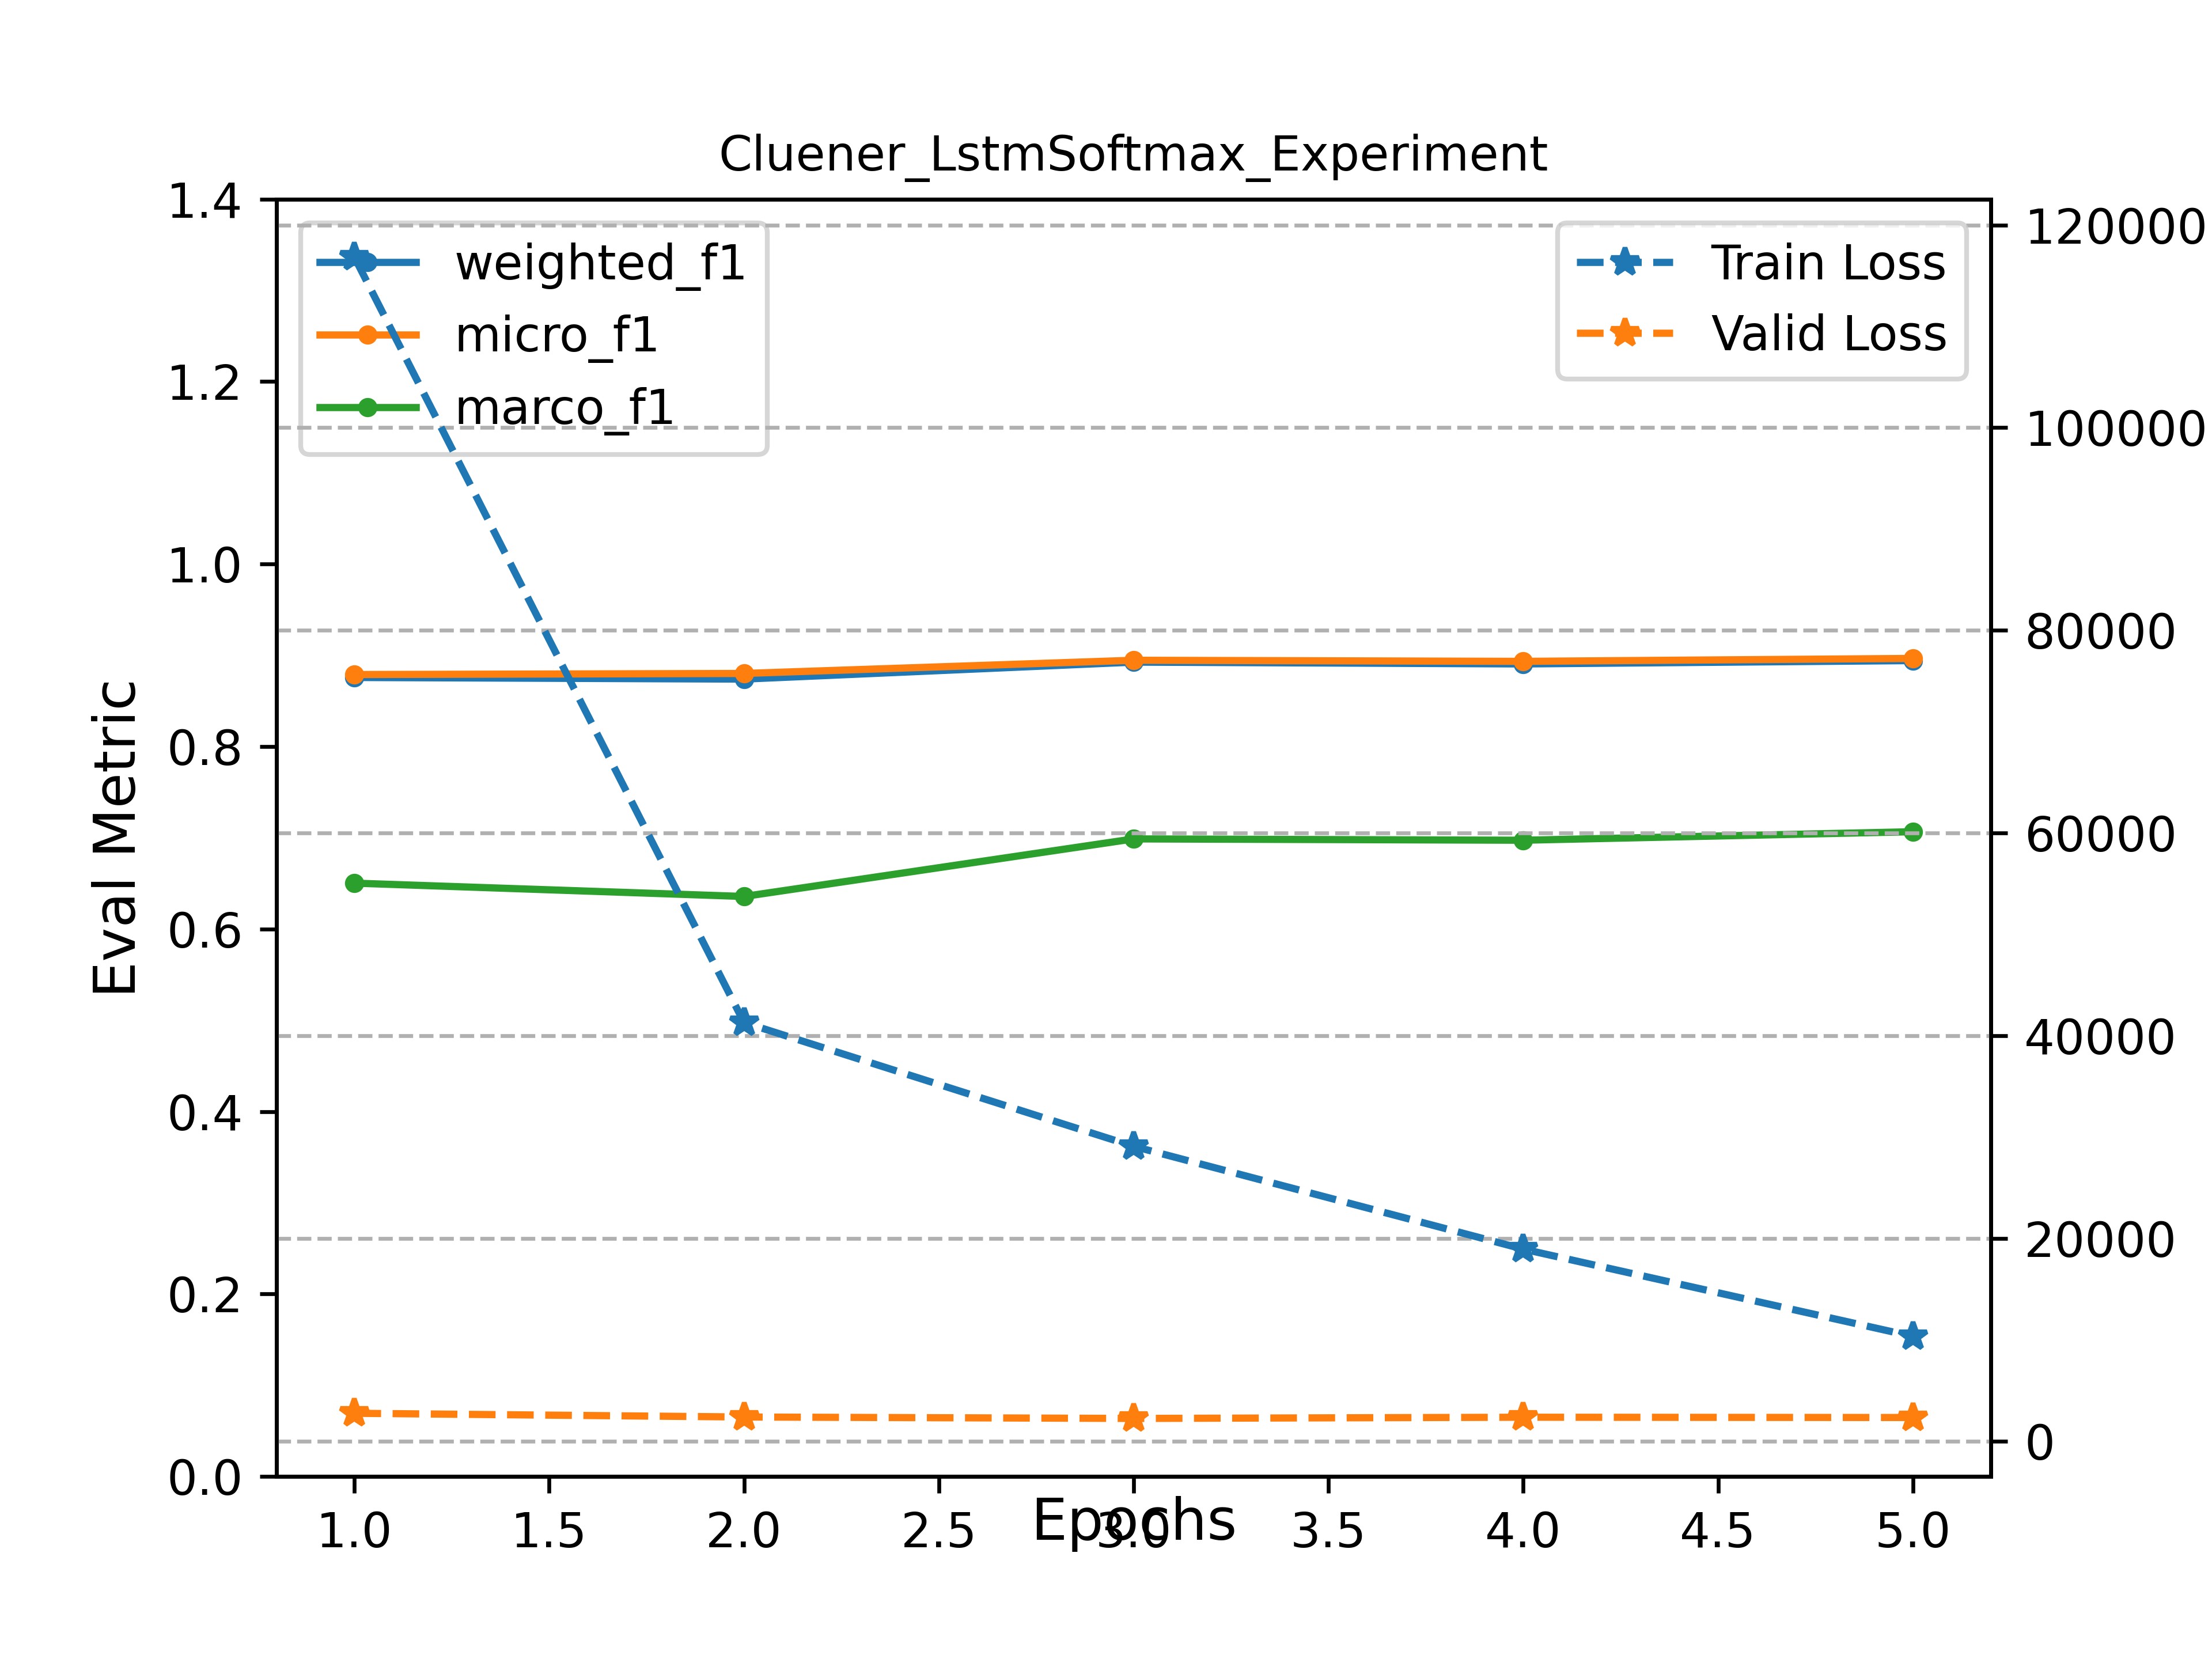 Cluener_LstmSoftmax_Experiment
weighted_f1
micro_f1
marco_f1
Train Loss
Valid Loss
Eval Metric
1.4
1.2
1.0
0.8
0.6
0.4
0.2
0.0
120000
100000
80000
60000
40000
20000
0
1.0 1.5 2.0 2.5 3.0 3.5 4.0 4.5 5.0
Epochs